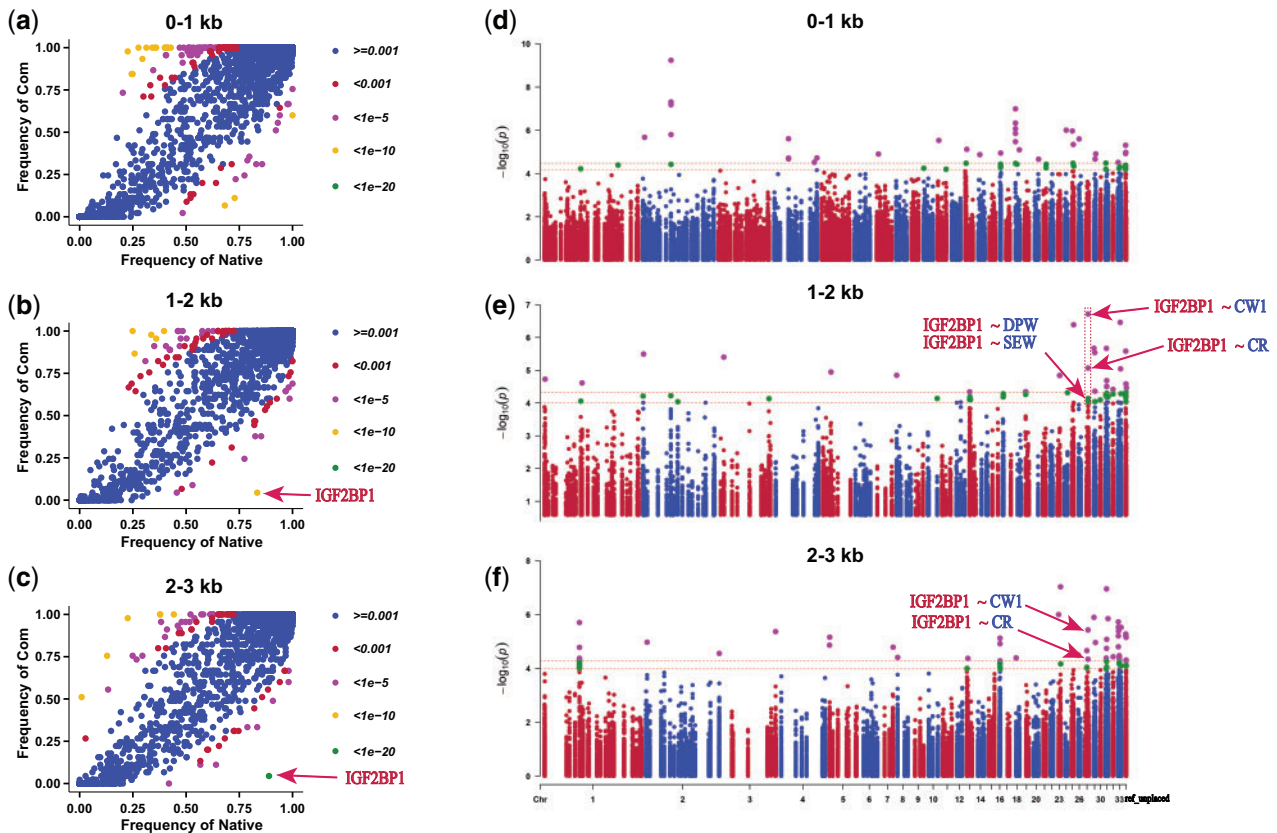 (a)
0-1 kb
Frequency of Com
1.00
0.75
0.50
0.25
0.00
0.00 0.25 0.50 0.75 1.00
Frequency of Native
>=0.001
<0.001
<1e-5
<1e-10
<1e-20
(b)
1-2 kb
Frequency of Com
1.00
0.75
0.50
0.25
0.00
0.00 0.25 0.50 0.75 1.00
Frequency of Native
>=0.001
<0.001
<1e-5
<1e-10
<1e-20
IGF2BP1
(c)
2-3 kb
Frequency of Com
1.00
0.75
0.50
0.25
0.00
0.00 0.25 0.50 0.75 1.00
Frequency of Native
>=0.001
<0.001
<1e-5
<1e-10
<1e-20
IGF2BP1
(d)
0-1 kb
−log10(p)
10
8
6
4
2
0
(e)
1-2 kb
−log10(p)
7
6
5
4
3
2
1
IGF2BP1 ~ DPW
IGF2BP1 ~ SEW
IGF2BP1 ~ CW1
IGF2BP1 ~ CR
(f)
2-3 kb
−log10(p)
8
6
4
2
0
IGF2BP1 ~ CW1
IGF2BP1 ~ CR
Chr 1 2 3 4 5 6 7 8 9 10 12 14 16 18 20 23 26 30 33 ref_unplaced